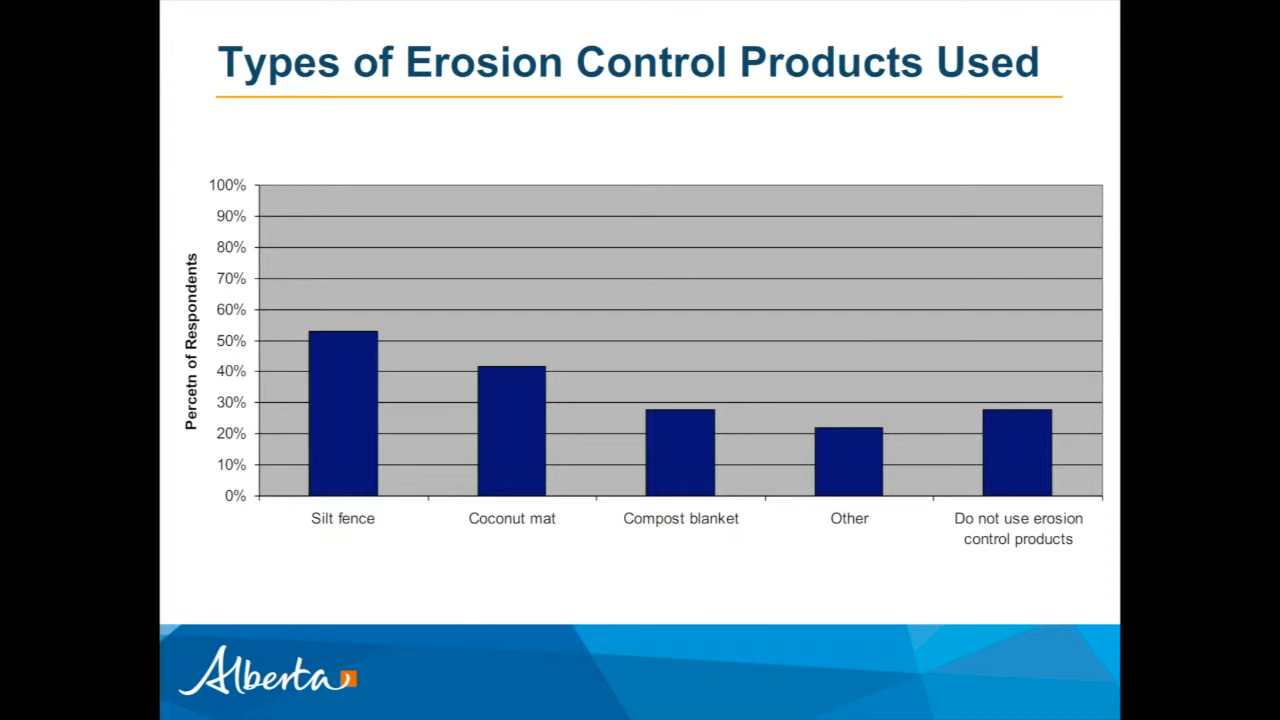 Types of Erosion Control Products Used
100%
90%
80%
70%
60%
50%
40%
30%
20%
10%
0%
Percetn of Respondents
Silt fence
Coconut mat
Compost blanket
Other
Do not use erosion
control products
Alberta